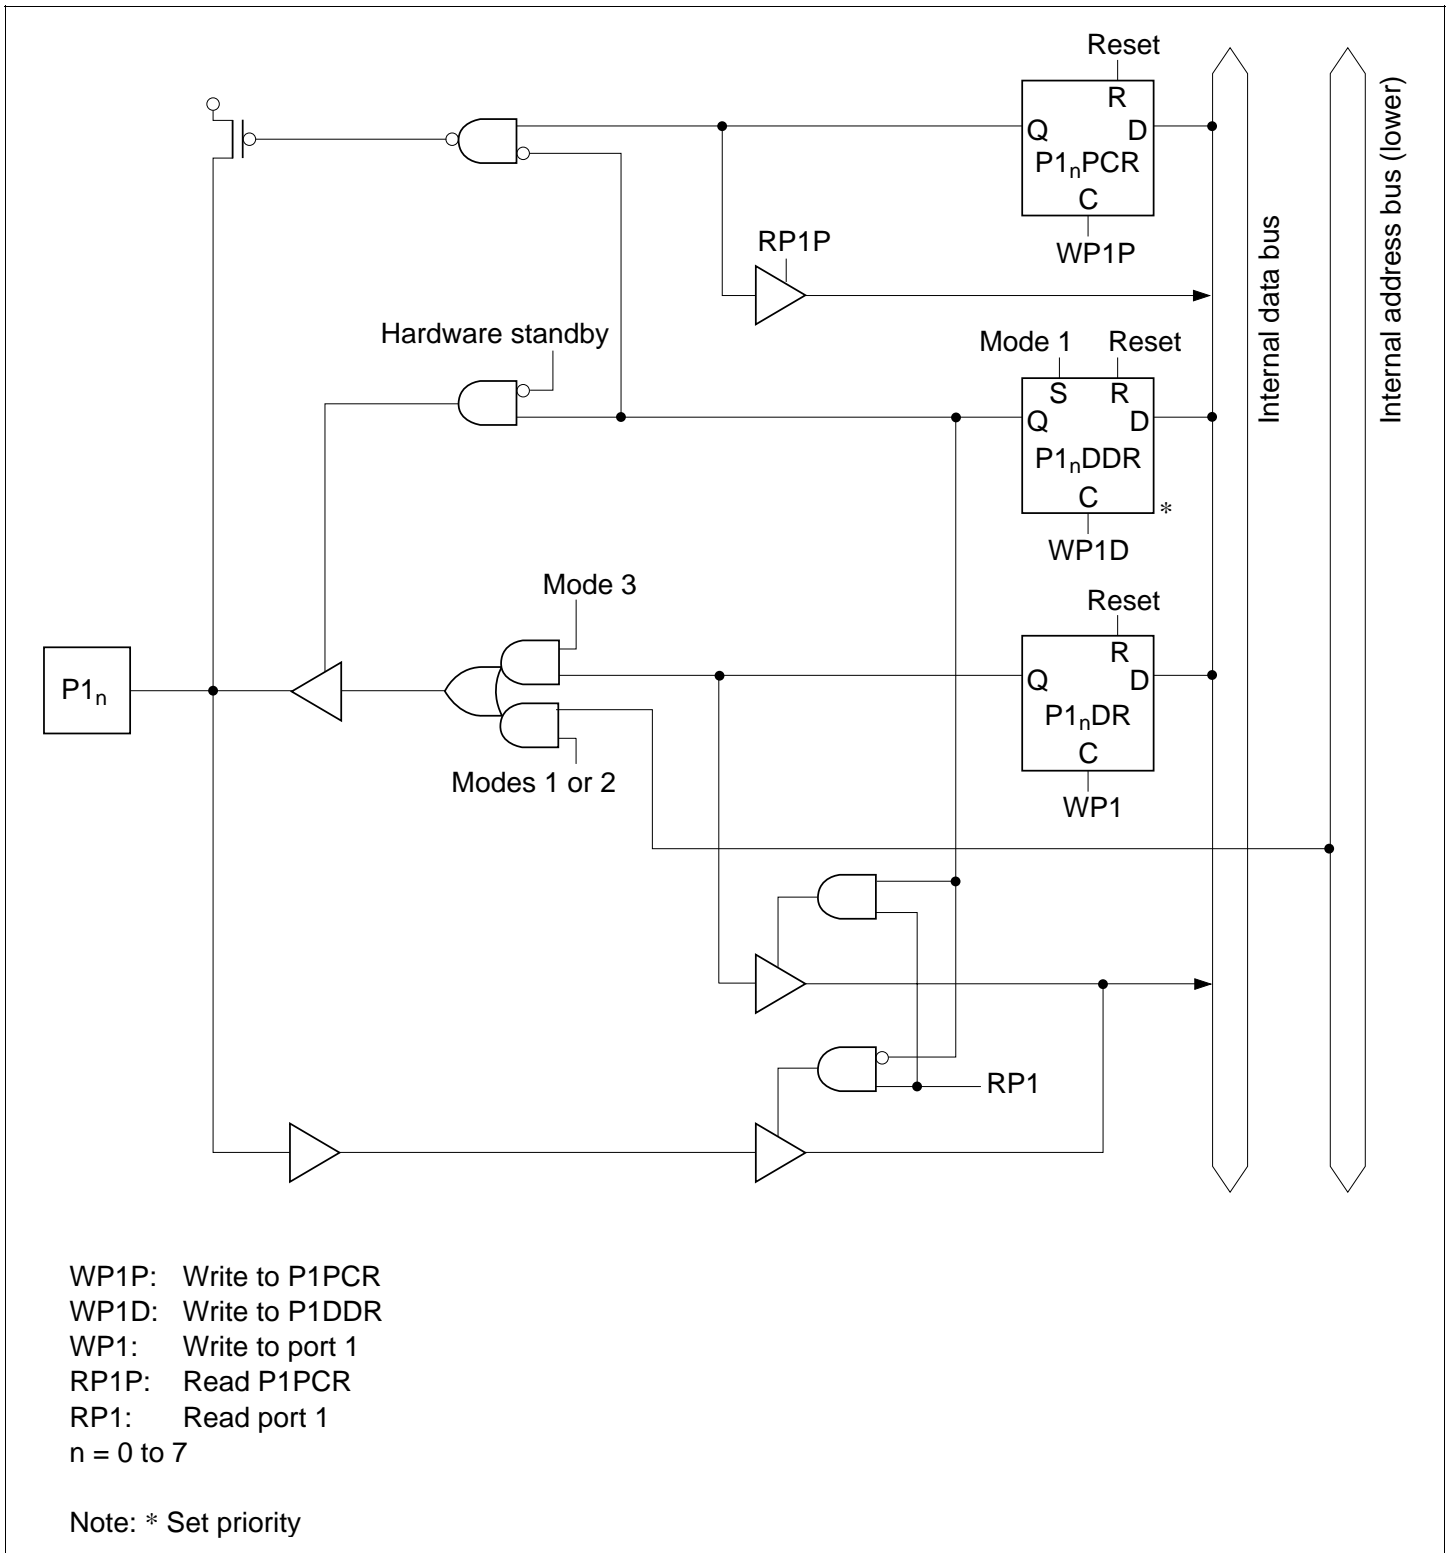 Reset
R
Q D
P1nPCR
C
WP1P
RP1P
Internal data bus
Internal address bus (lower)
Hardware standby
Mode 1 Reset
S R
Q D
P1nDDR
C
*
WP1D
Mode 3
Reset
R
Q D
P1nDR
C
WP1
P1n
Modes 1 or 2
RP1
WP1P: Write to P1PCR
WP1D: Write to P1DDR
WP1: Write to port 1
RP1P: Read P1PCR
RP1: Read port 1
n = 0 to 7
Note: * Set priority